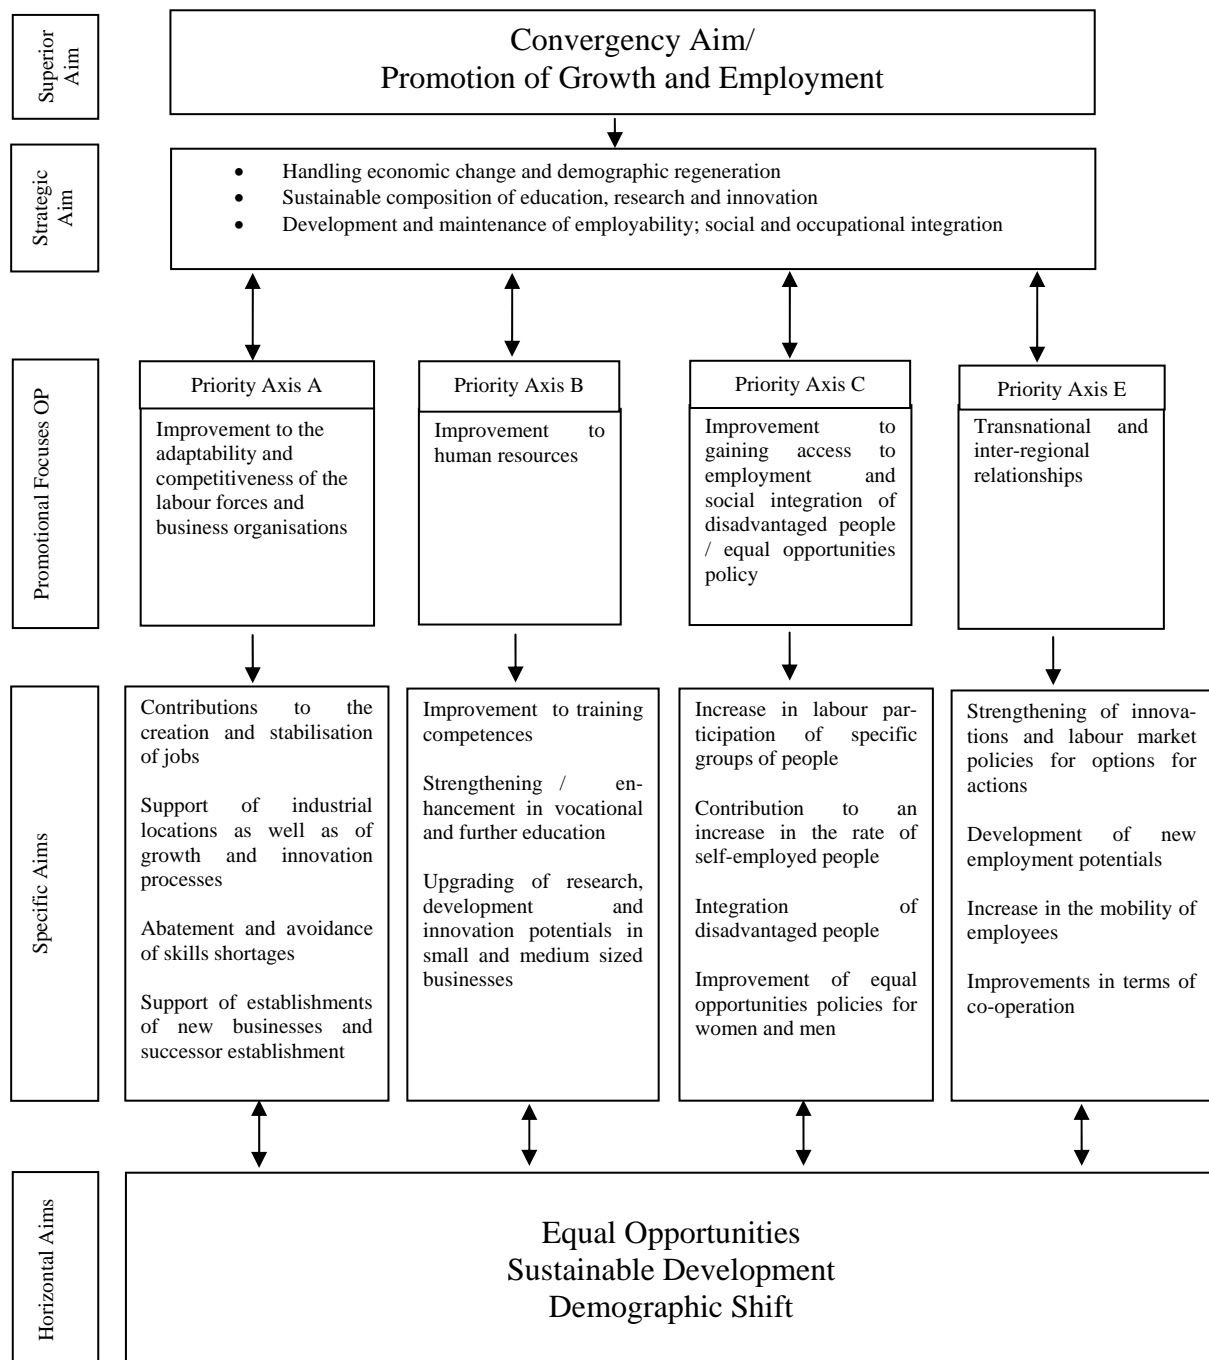 Superior
Aim
Convergency Aim/
Promotion of Growth and Employment
Strategic
Aim
• Handling economic change and demographic regeneration
• Sustainable composition of education, research and innovation
• Development and maintenance of employability; social and occupational integration
Promotional Focuses OP
Priority Axis A
Improvement to the
adaptability and
competitiveness of the
labour forces and
business organisations
Priority Axis B
Improvement to
human resources
Priority Axis C
Improvement to
gaining access to
employment and
social integration of
disadvantaged people
/ equal opportunities
policy
Priority Axis E
Transnational and
inter-regional
relationships
Specific Aims
Contributions to the
creation and stabilisation
of jobs
Support of industrial
locations as well as of
growth and innovation
processes
Abatement and avoidance
of skills shortages
Support of establishments
of new businesses and
successor establishment
Improvement to training
competences
Strengthening / en-
hancement in vocational
and further education
Upgrading of research,
development and
innovation potentials in
small and medium sized
businesses
Increase in labour par-
ticipation of specific
groups of people
Contribution to an
increase in the rate of
self-employed people
Integration of
disadvantaged people
Improvement of equal
opportunities policies for
women and men
Strengthening of innova-
tions and labour market
policies for options for
actions
Development of new
employment potentials
Increase in the mobility of
employees
Improvements in terms of
co-operation
Horizontal Aims
Equal Opportunities
Sustainable Development
Demographic Shift